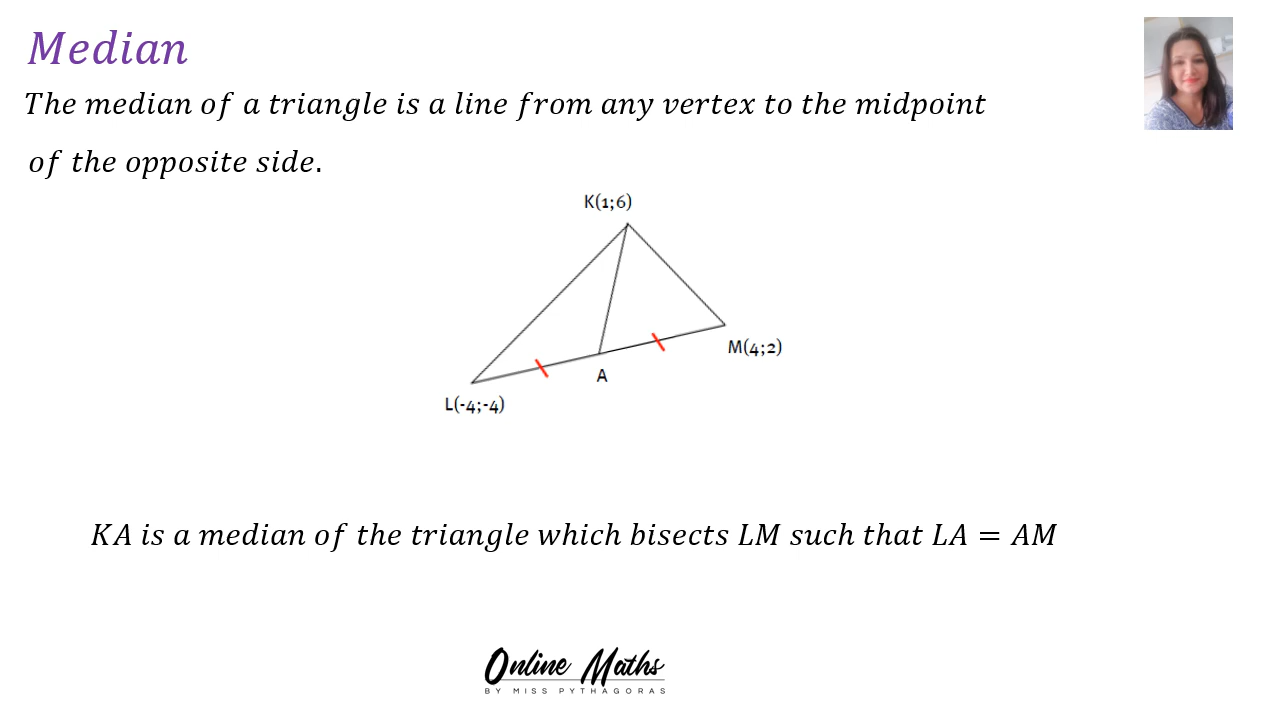 Median
The median of a triangle is a line from any vertex to the midpoint
of the opposite side.
K(1;6)
M(4;2)
A
L(-4;-4)
KA is a median of the triangle which bisects LM such that LA = AM
Online Maths
BY MISS PYTHAGORAS